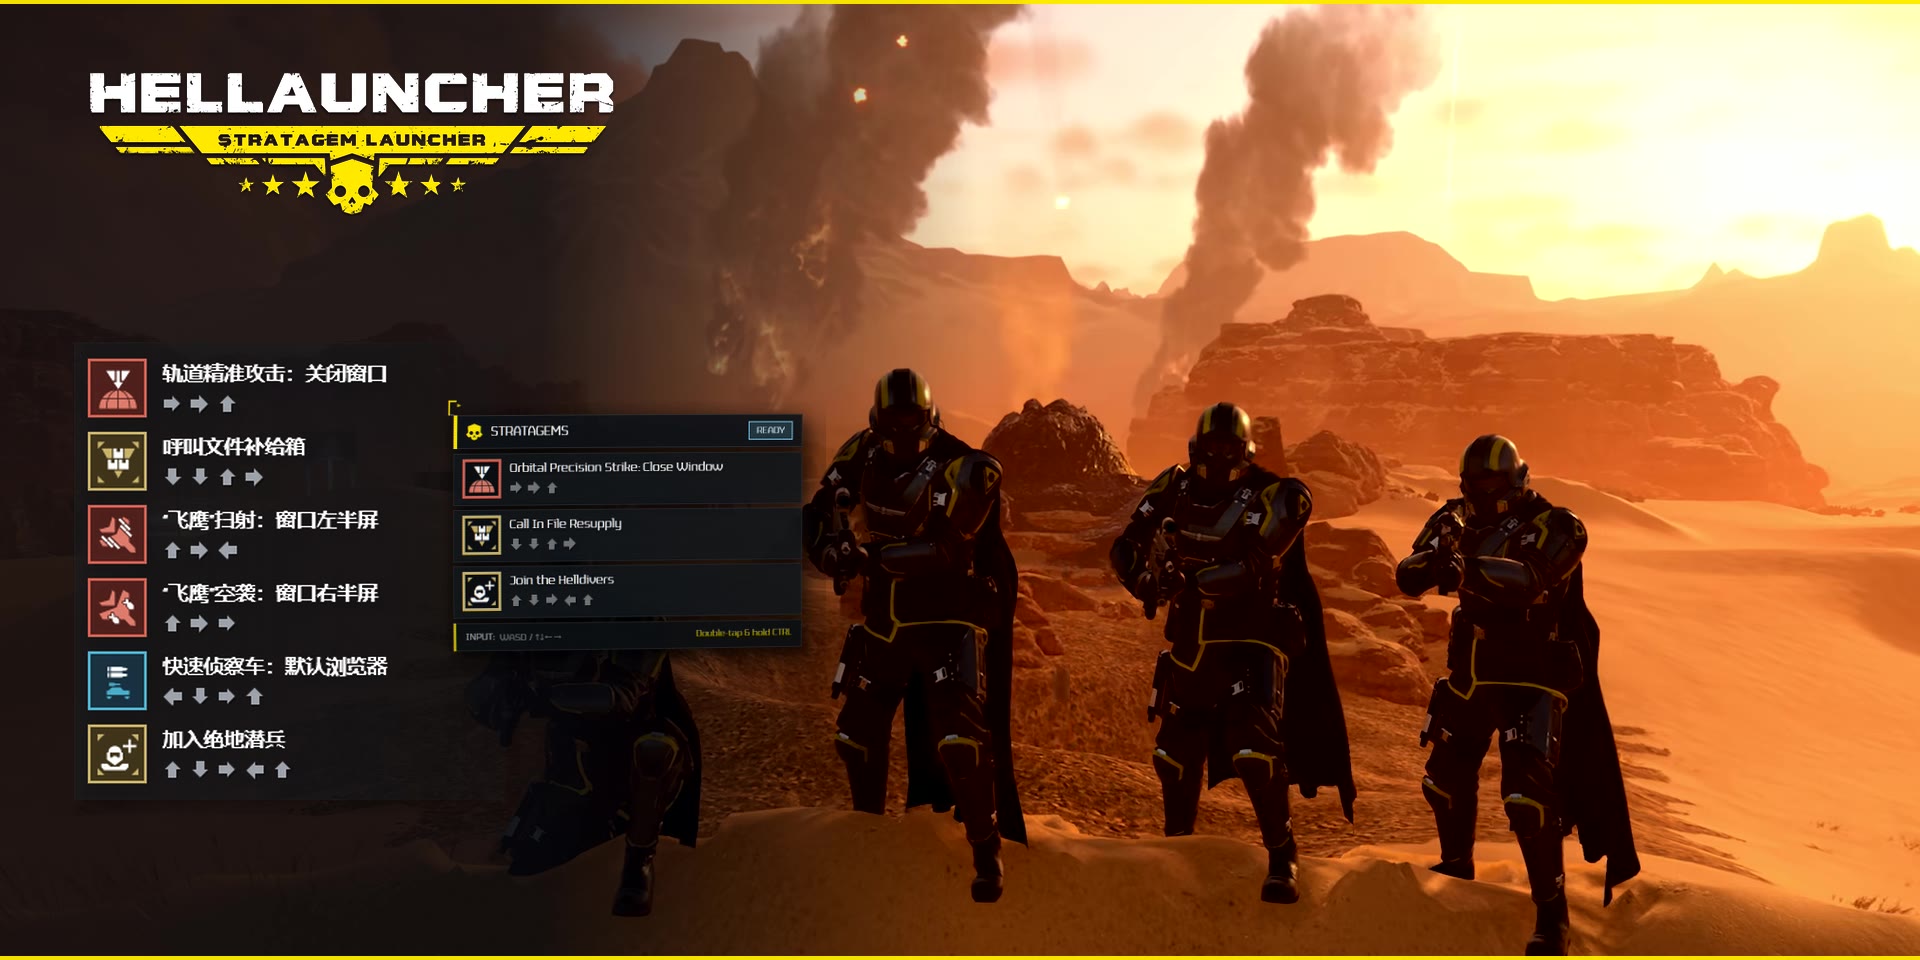 HELLAUNCHER
STRATAGEM LAUNCHER
轨道精准攻击：关闭窗口
呼叫文件补给箱
“飞鹰”扫射：窗口左半屏
“飞鹰”空袭：窗口右半屏
快速侦察车：默认浏览器
加入绝地潜兵
STRATAGEMS
READY
Orbital Precision Strike: Close Window
Call In File Resupply
Join the Helldivers
INPUT: WASD / ↑↓←→
Double-tap & hold CTRL